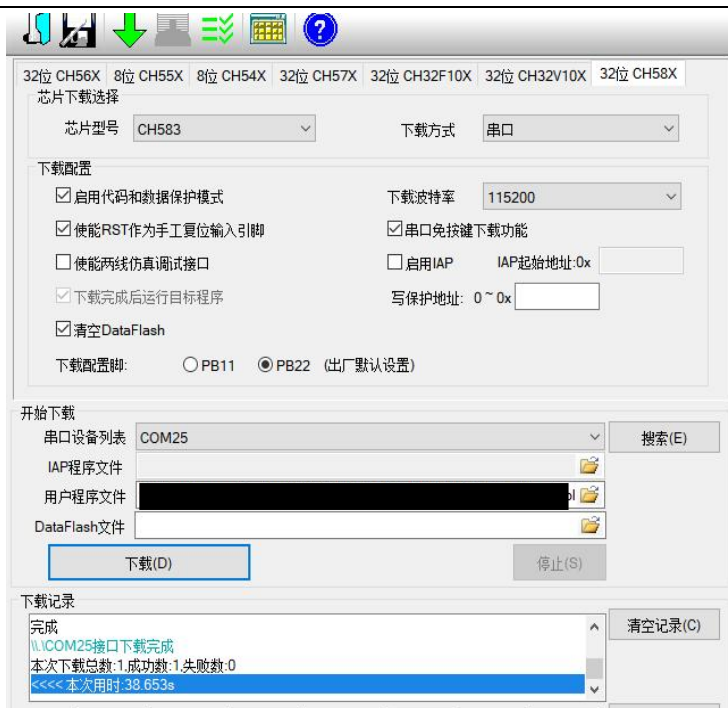 32位 CH56X 8位 CH55X 8位 CH54X 32位 CH57X 32位 CH32F10X 32位 CH32V10X 32位 CH58X
芯片下载选择
芯片型号 CH583 下载方式 串口
下载配置
启用代码和数据保护模式 下载波特率 115200
使能RST作为手工复位输入引脚 串口免按键下载功能
使能两线仿真调试接口 启用IAP IAP起始地址:0x
下载完成后运行目标程序 写保护地址: 0 ~ 0x
清空DataFlash
下载配置脚: PB11 PB22 (出厂默认设置)
开始下载
串口设备列表 COM25 搜索(E)
IAP程序文件
用户程序文件
DataFlash文件
下载(D) 停止(S)
下载记录
完成 清空记录(C)
\\.\COM25接口下载完成
本次下载总数:1,成功数:1,失败数:0
<<<< 本次用时:38.653s